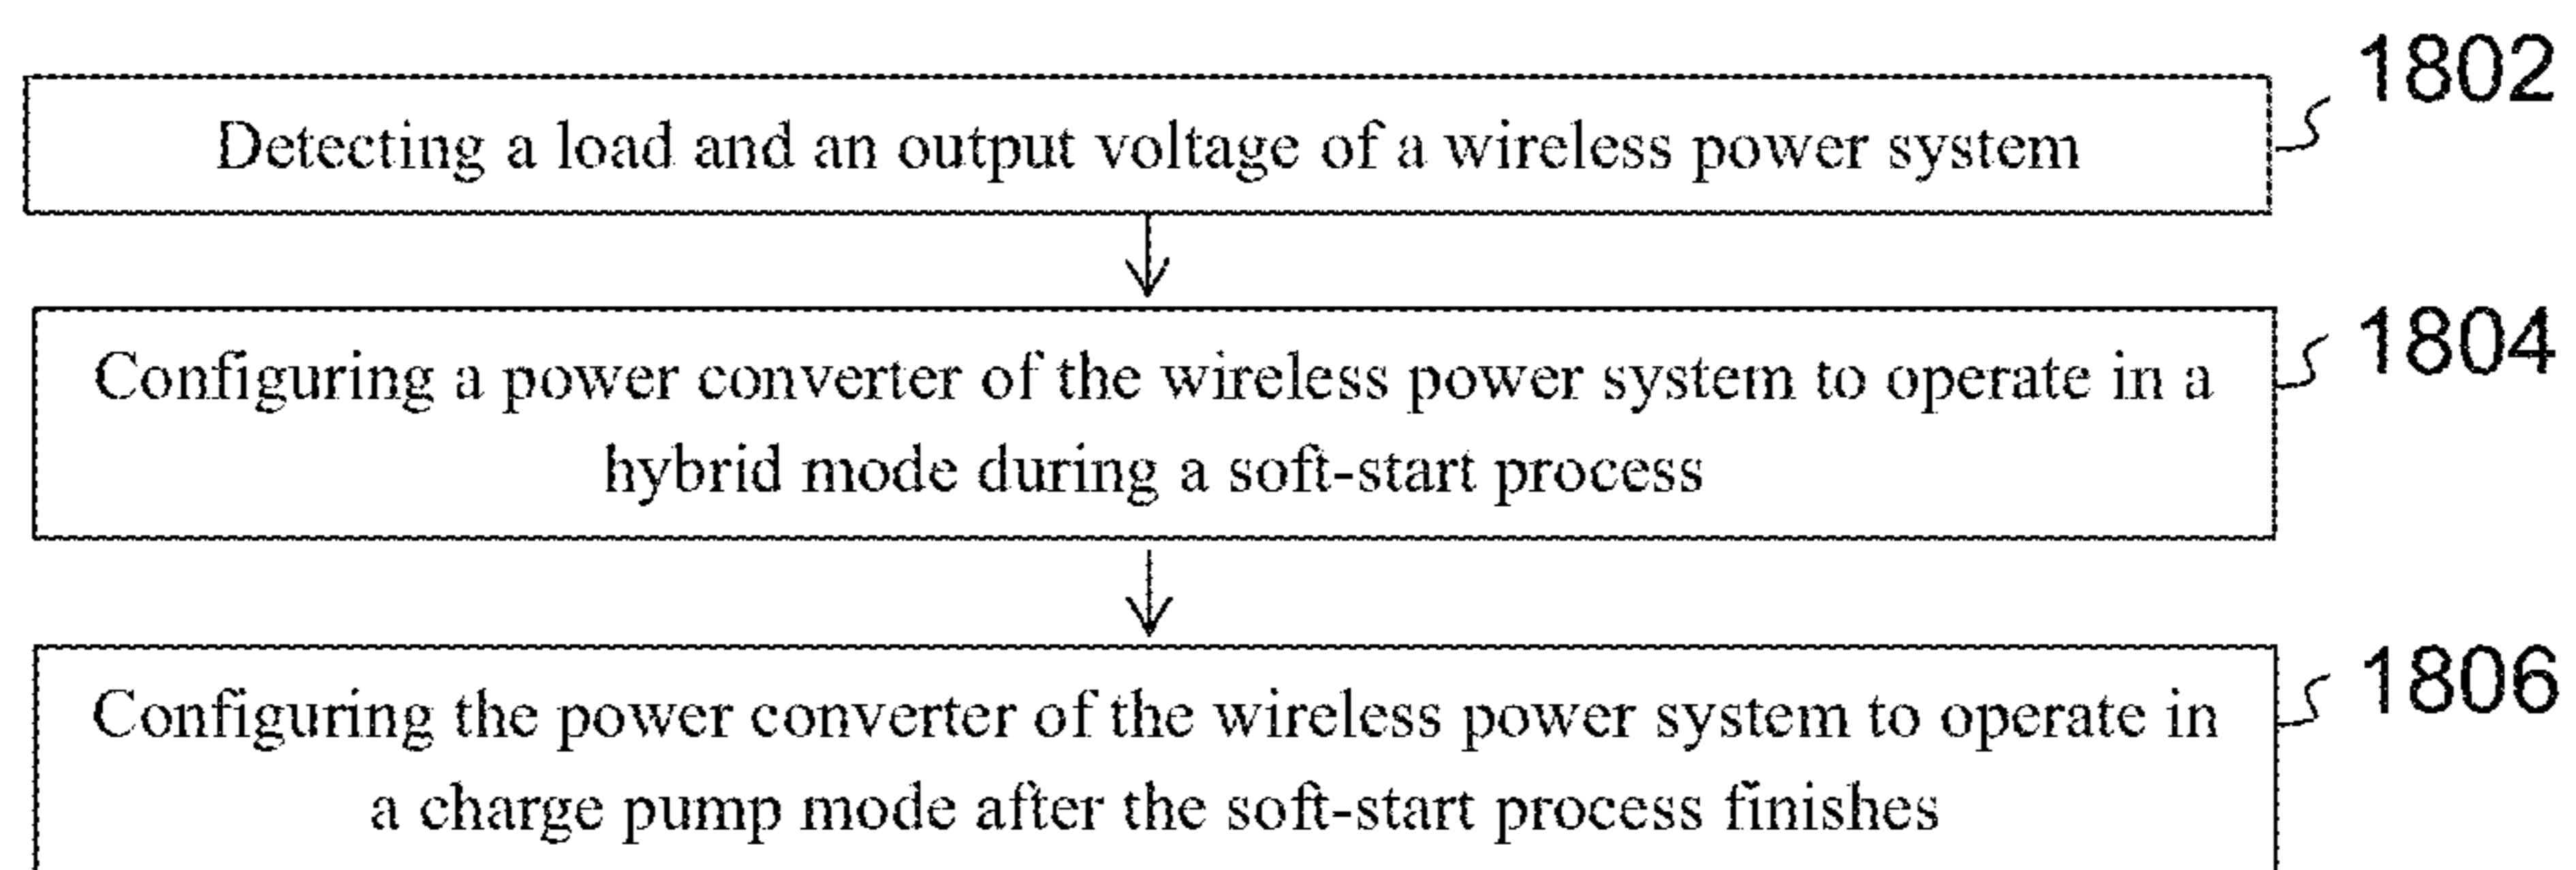 1802
Detecting a load and an output voltage of a wireless power system
1804
Configuring a power converter of the wireless power system to operate in a
hybrid mode during a soft-start process
1806
Configuring the power converter of the wireless power system to operate in
a charge pump mode after the soft-start process finishes